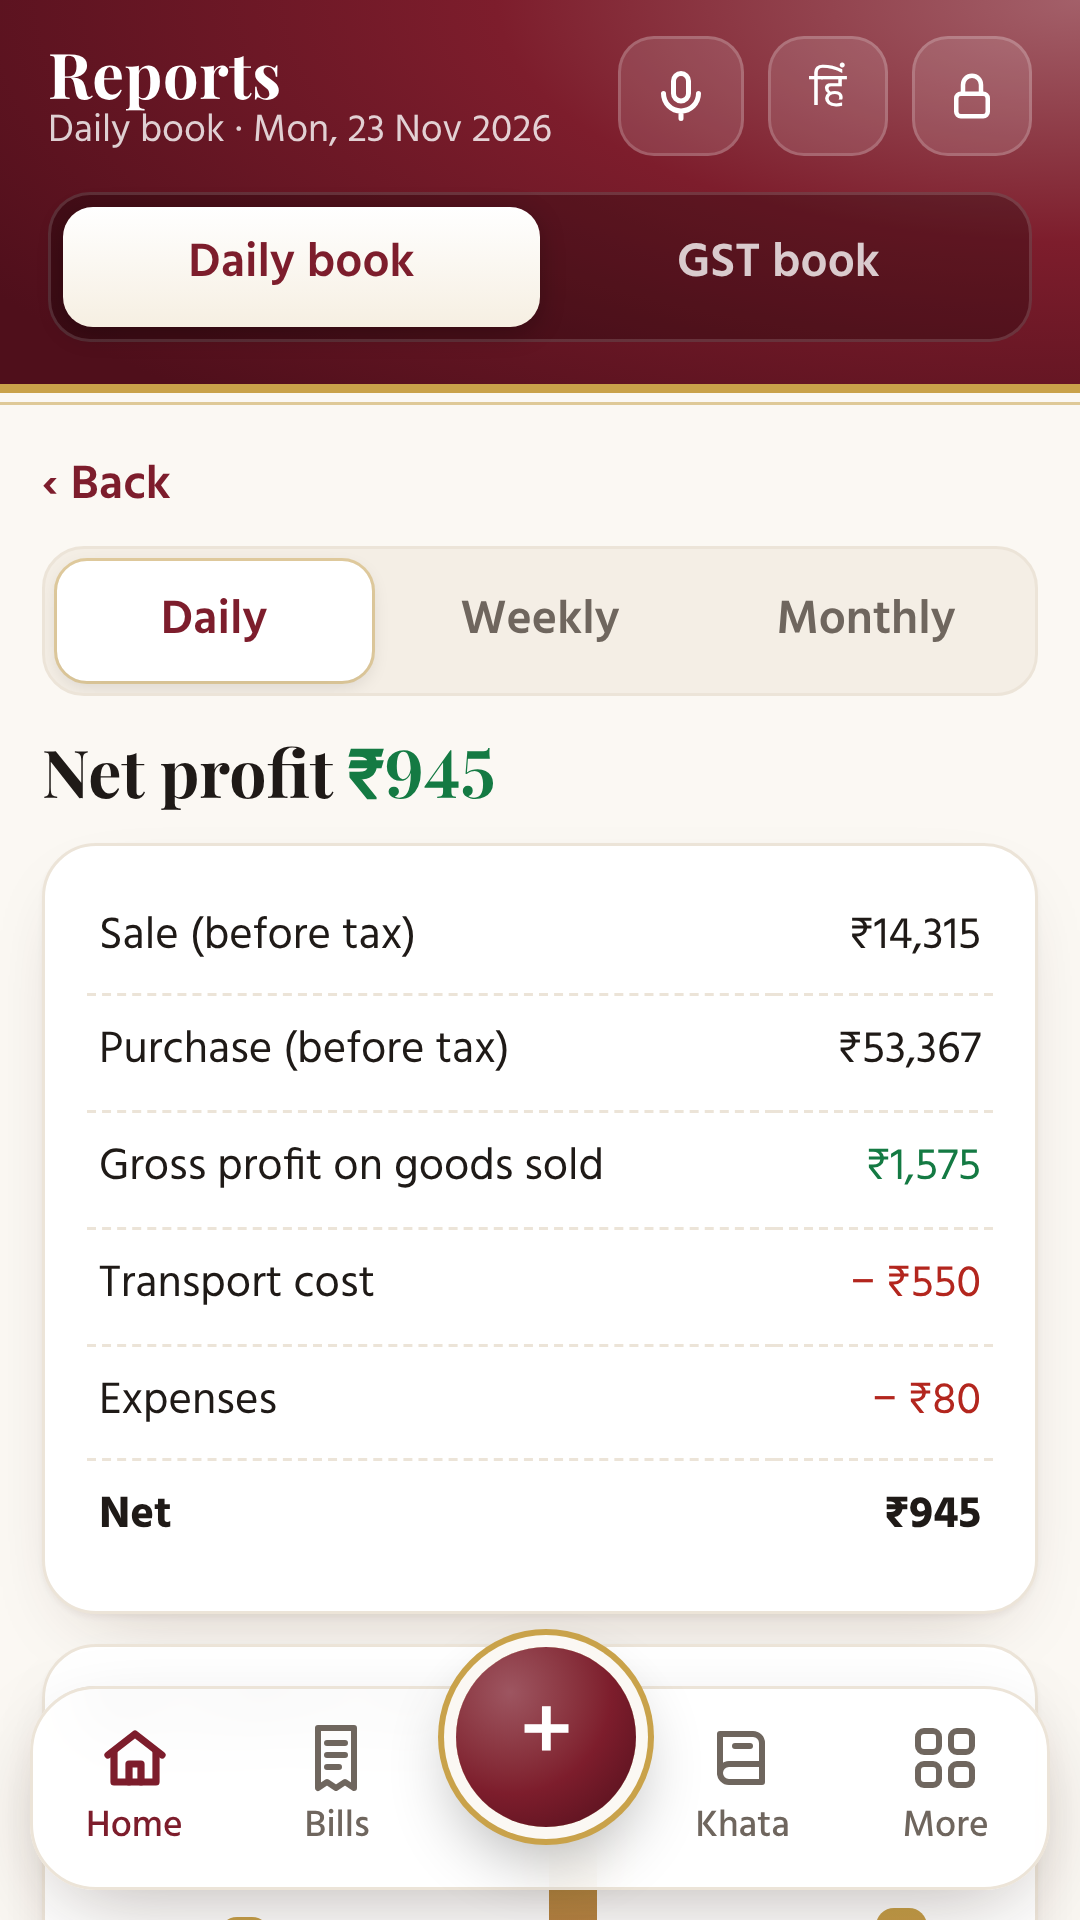 Reports
Daily book · Mon, 23 Nov 2026
हिं
Daily book
GST book
‹ Back
Daily
Weekly
Monthly
Net profit ₹945
Sale (before tax) ₹14,315
Purchase (before tax) ₹53,367
Gross profit on goods sold ₹1,575
Transport cost − ₹550
Expenses − ₹80
Net ₹945
+
Home
Bills
Khata
More